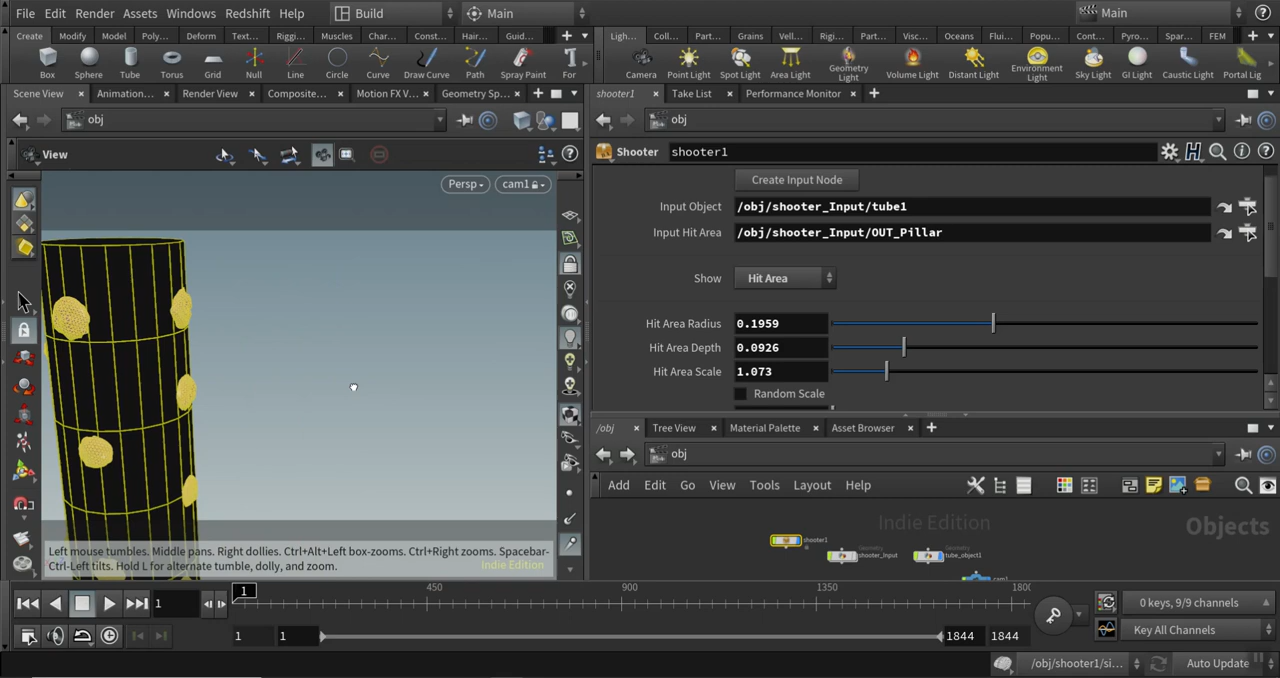 File Edit Render Assets Windows Redshift Help Build Main Main
Create Modify Model Poly... Deform Text... Riggi... Muscles Char... Const... Hair... Guid...
Ligh... Coll... Part... Grains Vell... Rigi... Part... Visc... Oceans Flui... Popu... Cont... Pyro... Spar... FEM
Box Sphere Tube Torus Grid Null Line Circle Curve Draw Curve Path Spray Paint For
Camera Point Light Spot Light Area Light Geometry Light Volume Light Distant Light Environment Light Sky Light GI Light Caustic Light Portal Lig
Scene View Animation... Render View Composite... Motion FX V... Geometry Sp...
shooter1 Take List Performance Monitor
obj
obj
View
Shooter shooter1
Persp cam1
Create Input Node
Input Object /obj/shooter_Input/tube1
Input Hit Area /obj/shooter_Input/OUT_Pillar
Show Hit Area
Hit Area Radius 0.1959
Hit Area Depth 0.0926
Hit Area Scale 1.073
Random Scale
/obj Tree View Material Palette Asset Browser
obj
Add Edit Go View Tools Layout Help
Indie Edition
Objects
shooter1
Geometry
shooter_Input
Geometry
tube_object1
cam1
Left mouse tumbles. Middle pans. Right dollies. Ctrl+Alt+Left box-zooms. Ctrl+Right zooms. Spacebar-
Ctrl-Left tilts. Hold L for alternate tumble, dolly, and zoom.
Indie Edition
1 1 450 900 1350 1800
0 keys, 9/9 channels
1 1 1844 1844
Key All Channels
/obj/shooter1/si... Auto Update